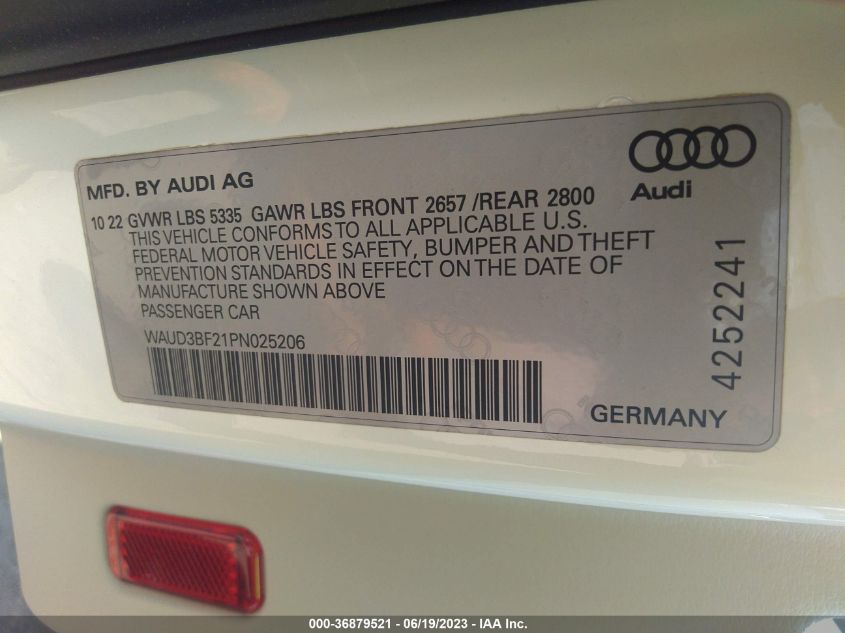 MFD. BY AUDI AG
Audi
10 22 GVWR LBS 5335 GAWR LBS FRONT 2657 /REAR 2800
THIS VEHICLE CONFORMS TO ALL APPLICABLE U.S.
FEDERAL MOTOR VEHICLE SAFETY, BUMPER AND THEFT
PREVENTION STANDARDS IN EFFECT ON THE DATE OF
MANUFACTURE SHOWN ABOVE
PASSENGER CAR
WAUD3BF21PN025206
4252241
GERMANY
000-36879521 - 06/19/2023 - IAA Inc.